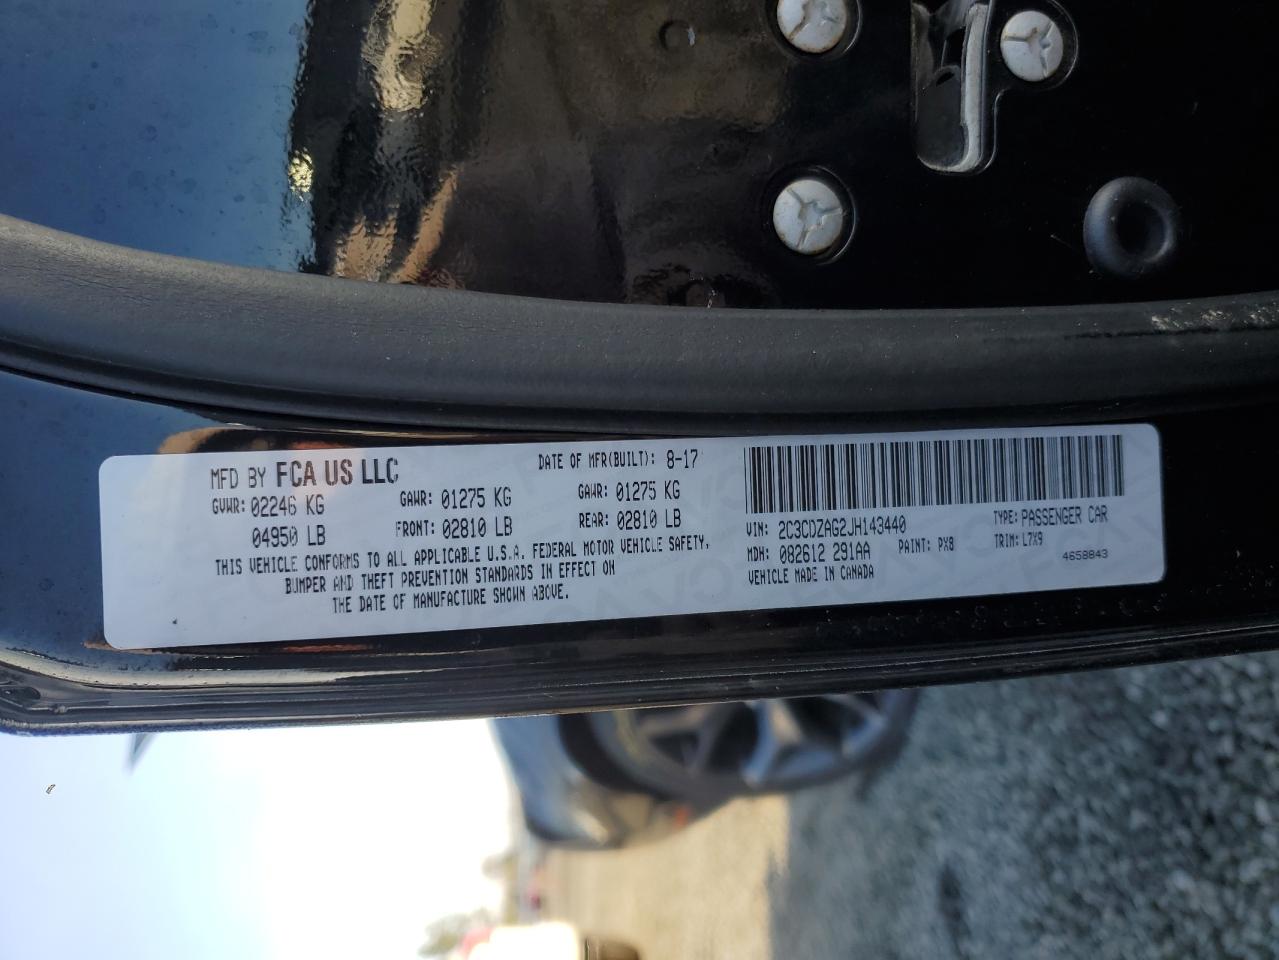 MFD BY FCA US LLC
DATE OF MFR(BUILT): 8-17
GVWR: 02246 KG
04950 LB
GAWR: 01275 KG
FRONT: 02810 LB
GAWR: 01275 KG
REAR: 02810 LB
THIS VEHICLE CONFORMS TO ALL APPLICABLE U.S.A. FEDERAL MOTOR VEHICLE SAFETY,
BUMPER AND THEFT PREVENTION STANDARDS IN EFFECT ON
THE DATE OF MANUFACTURE SHOWN ABOVE.
VIN: 2C3CDZAG2JH143440
TYPE: PASSENGER CAR
MDH: 082612 291AA
PAINT: PX8
TRIM: L7X9
VEHICLE MADE IN CANADA
4658843